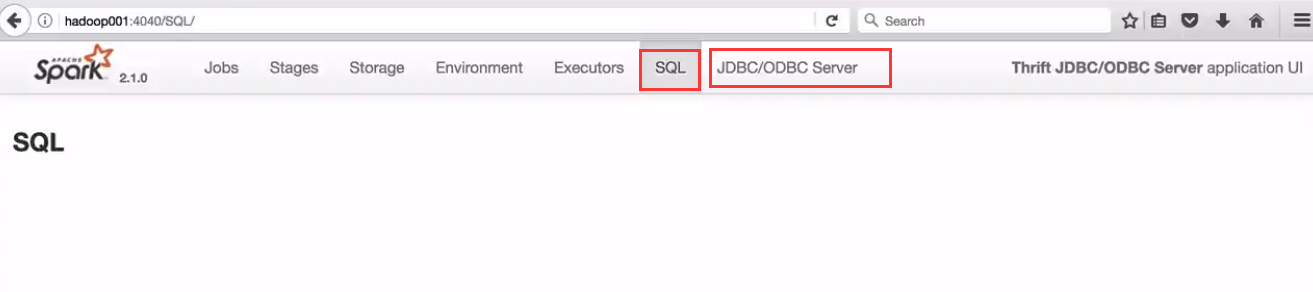 hadoop001:4040/SQL/ Search
APACHE Spark 2.1.0 Jobs Stages Storage Environment Executors SQL JDBC/ODBC Server Thrift JDBC/ODBC Server application UI
SQL